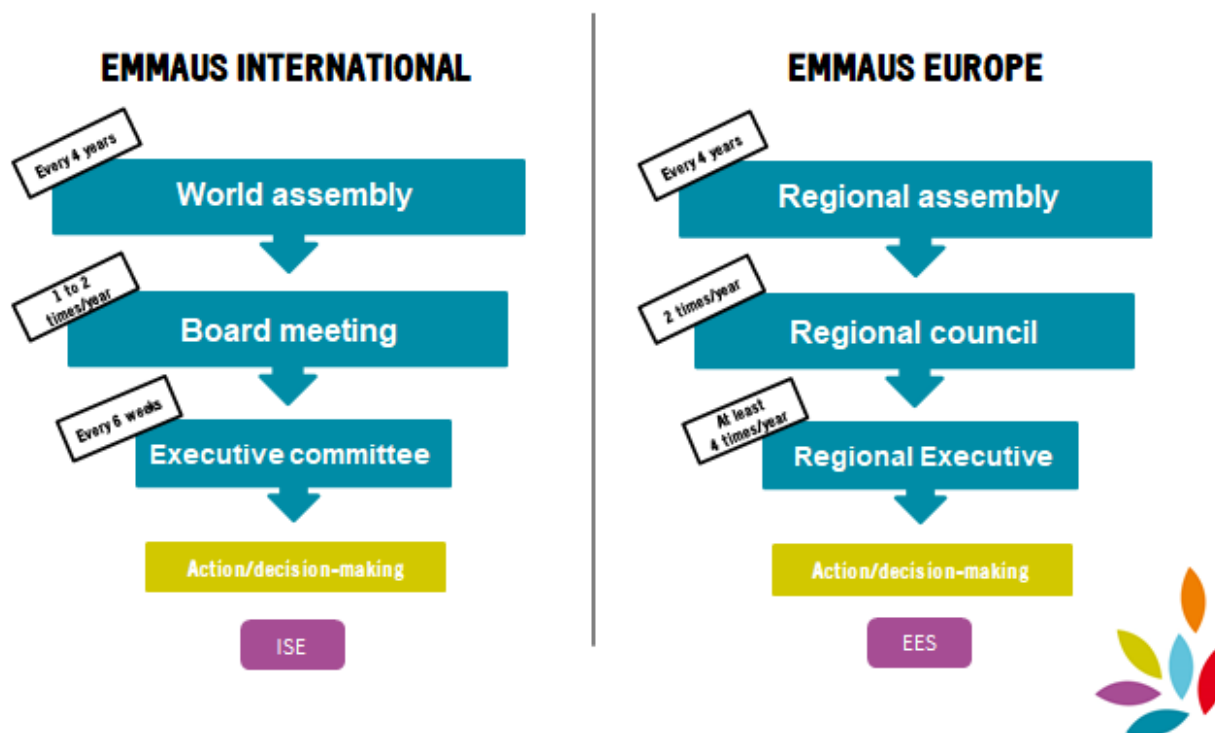 EMMAUS INTERNATIONAL
Every 4 years
World assembly
1 to 2
times/year
Board meeting
Every 6 weeks
Executive committee
Action/decision-making
ISE
EMMAUS EUROPE
Every 4 years
Regional assembly
2 times/year
Regional council
At least
4 times/year
Regional Executive
Action/decision-making
EES